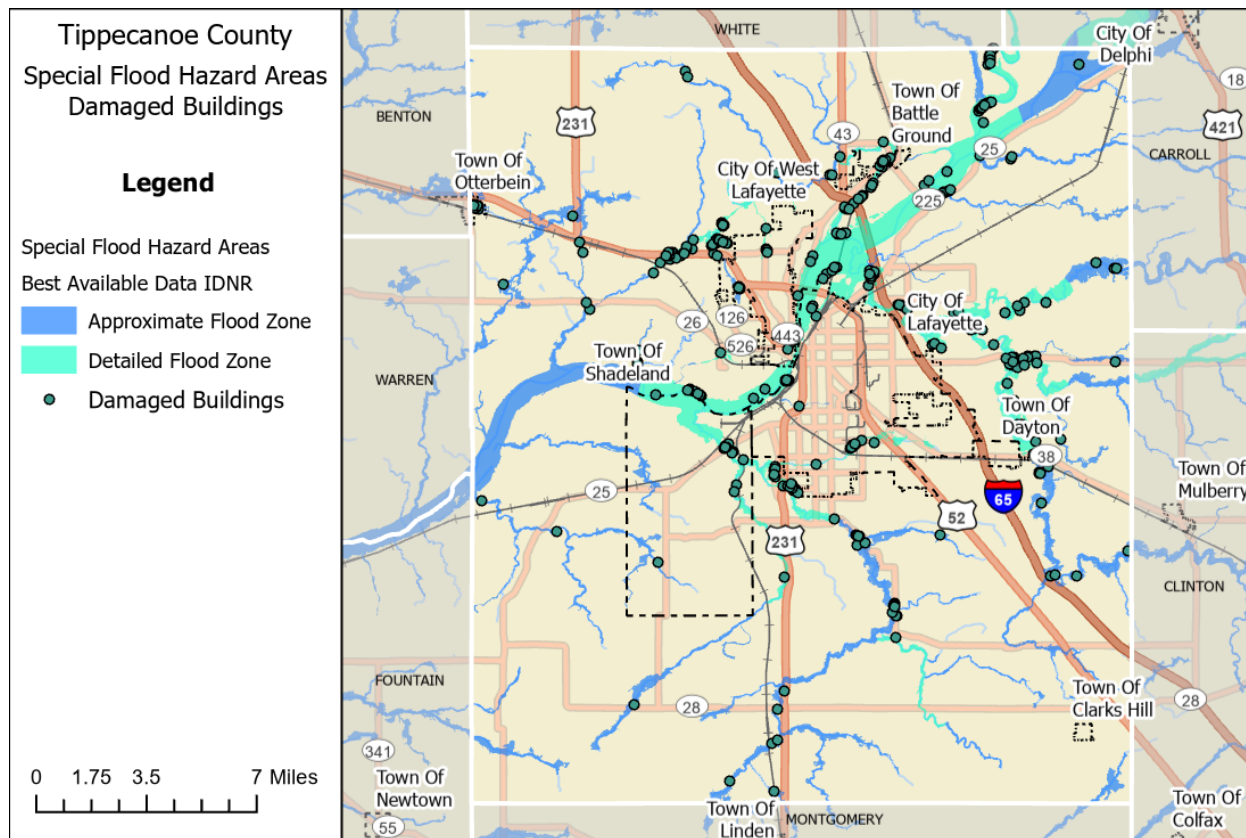 Tippecanoe County
Special Flood Hazard Areas
Damaged Buildings
Legend
Special Flood Hazard Areas
Best Available Data IDNR
Approximate Flood Zone
Detailed Flood Zone
Damaged Buildings
0 1.75 3.5 7 Miles
WHITE
City Of
Delphi
18
421
BENTON
231
Town Of
Battle
Ground
43
25
CARROLL
Town Of
Otterbein
City Of West
Lafayette
225
26
126
526
443
City Of
Lafayette
Town Of
Shadeland
WARREN
Town Of
Dayton
38
25
65
52
231
Town Of
Mulberry
CLINTON
FOUNTAIN
28
Town Of
Clarks Hill
28
341
Town Of
Newtown
55
Town Of
Linden
MONTGOMERY
Town Of
Colfax